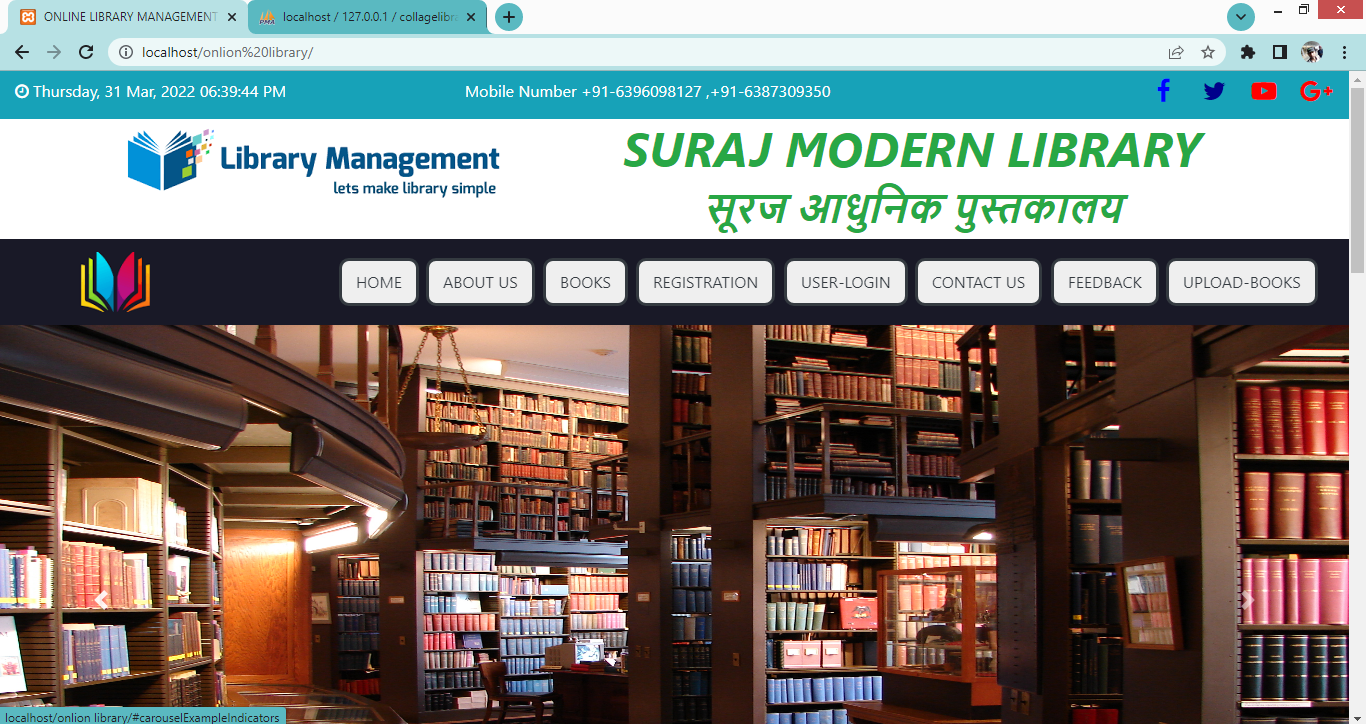 ONLINE LIBRARY MANAGEMENT
localhost / 127.0.0.1 / collagelibra
localhost/onlion%20library/
Thursday, 31 Mar, 2022 06:39:44 PM
Mobile Number +91-6396098127 ,+91-6387309350
Library Management
lets make library simple
SURAJ MODERN LIBRARY
सूरज आधुनिक पुस्तकालय
HOME
ABOUT US
BOOKS
REGISTRATION
USER-LOGIN
CONTACT US
FEEDBACK
UPLOAD-BOOKS
localhost/onlion library/#carouselExampleIndicators